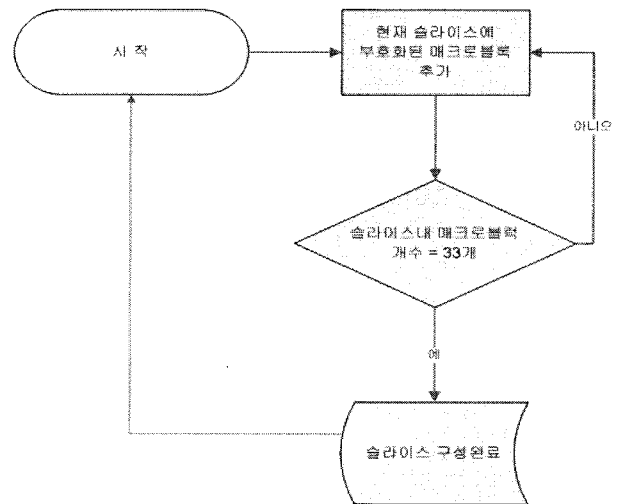 시 작
현재 슬라이스에
부호화된 매크로블록
추가
아니오
슬라이스내 매크로블럭
개수 = 33개
예
슬라이스 구성완료